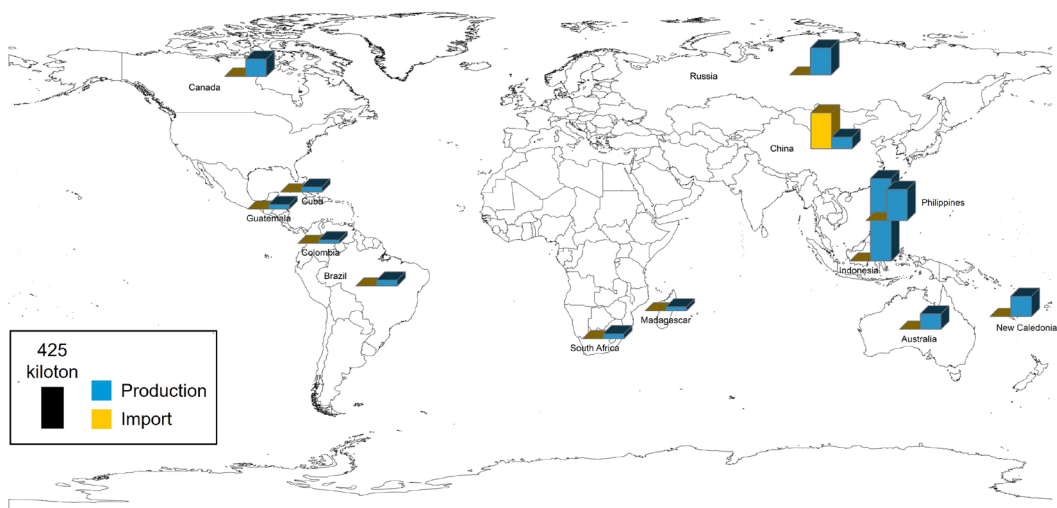 Canada
Russia
China
Cuba
Guatemala
Philippines
Colombia
Indonesia
Brazil
Madagascar
New Caledonia
Australia
South Africa
425
kiloton
Production
Import